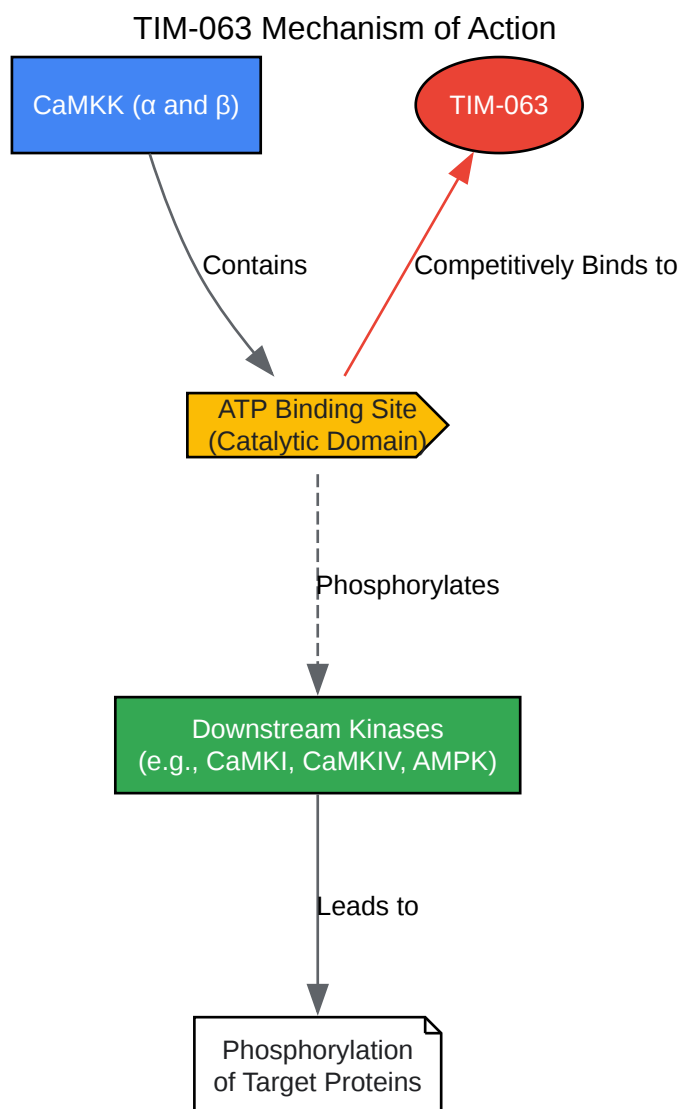 TIM-063 Mechanism of Action
CaMKK (α and β)
TIM-063
Contains
Competitively Binds to
ATP Binding Site
(Catalytic Domain)
Phosphorylates
Downstream Kinases
(e.g., CaMKI, CaMKIV, AMPK)
Leads to
Phosphorylation
of Target Proteins